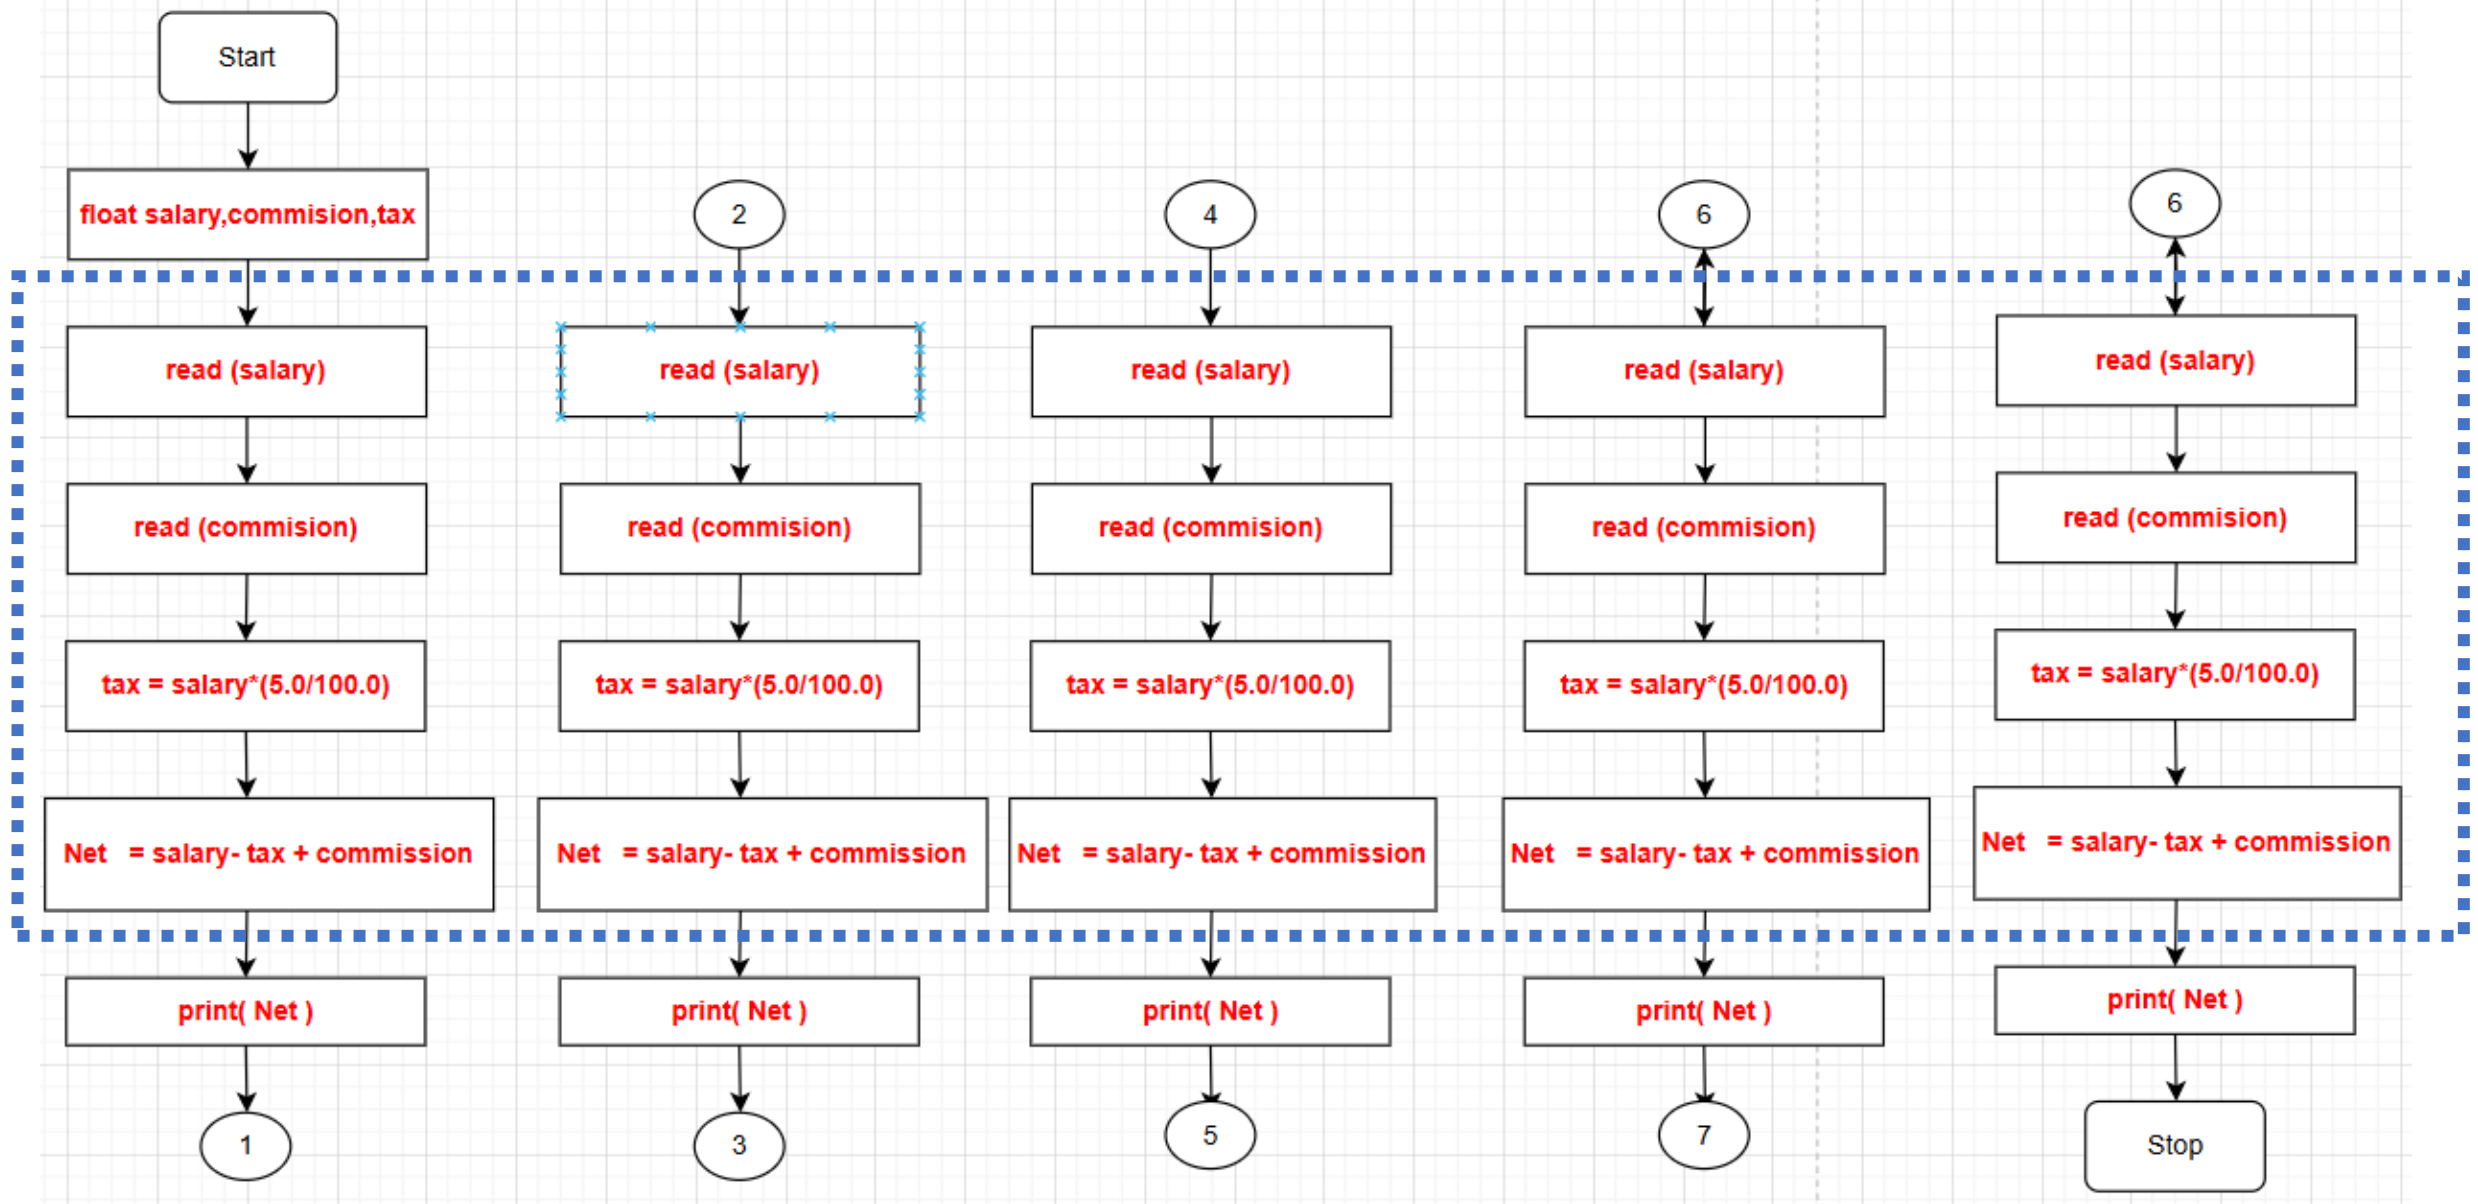 Start
float salary,commision,tax
read (salary)
read (commision)
tax = salary*(5.0/100.0)
Net = salary- tax + commission
print( Net )
1
2
read (salary)
read (commision)
tax = salary*(5.0/100.0)
Net = salary- tax + commission
print( Net )
3
4
read (salary)
read (commision)
tax = salary*(5.0/100.0)
Net = salary- tax + commission
print( Net )
5
6
read (salary)
read (commision)
tax = salary*(5.0/100.0)
Net = salary- tax + commission
print( Net )
7
6
read (salary)
read (commision)
tax = salary*(5.0/100.0)
Net = salary- tax + commission
print( Net )
Stop